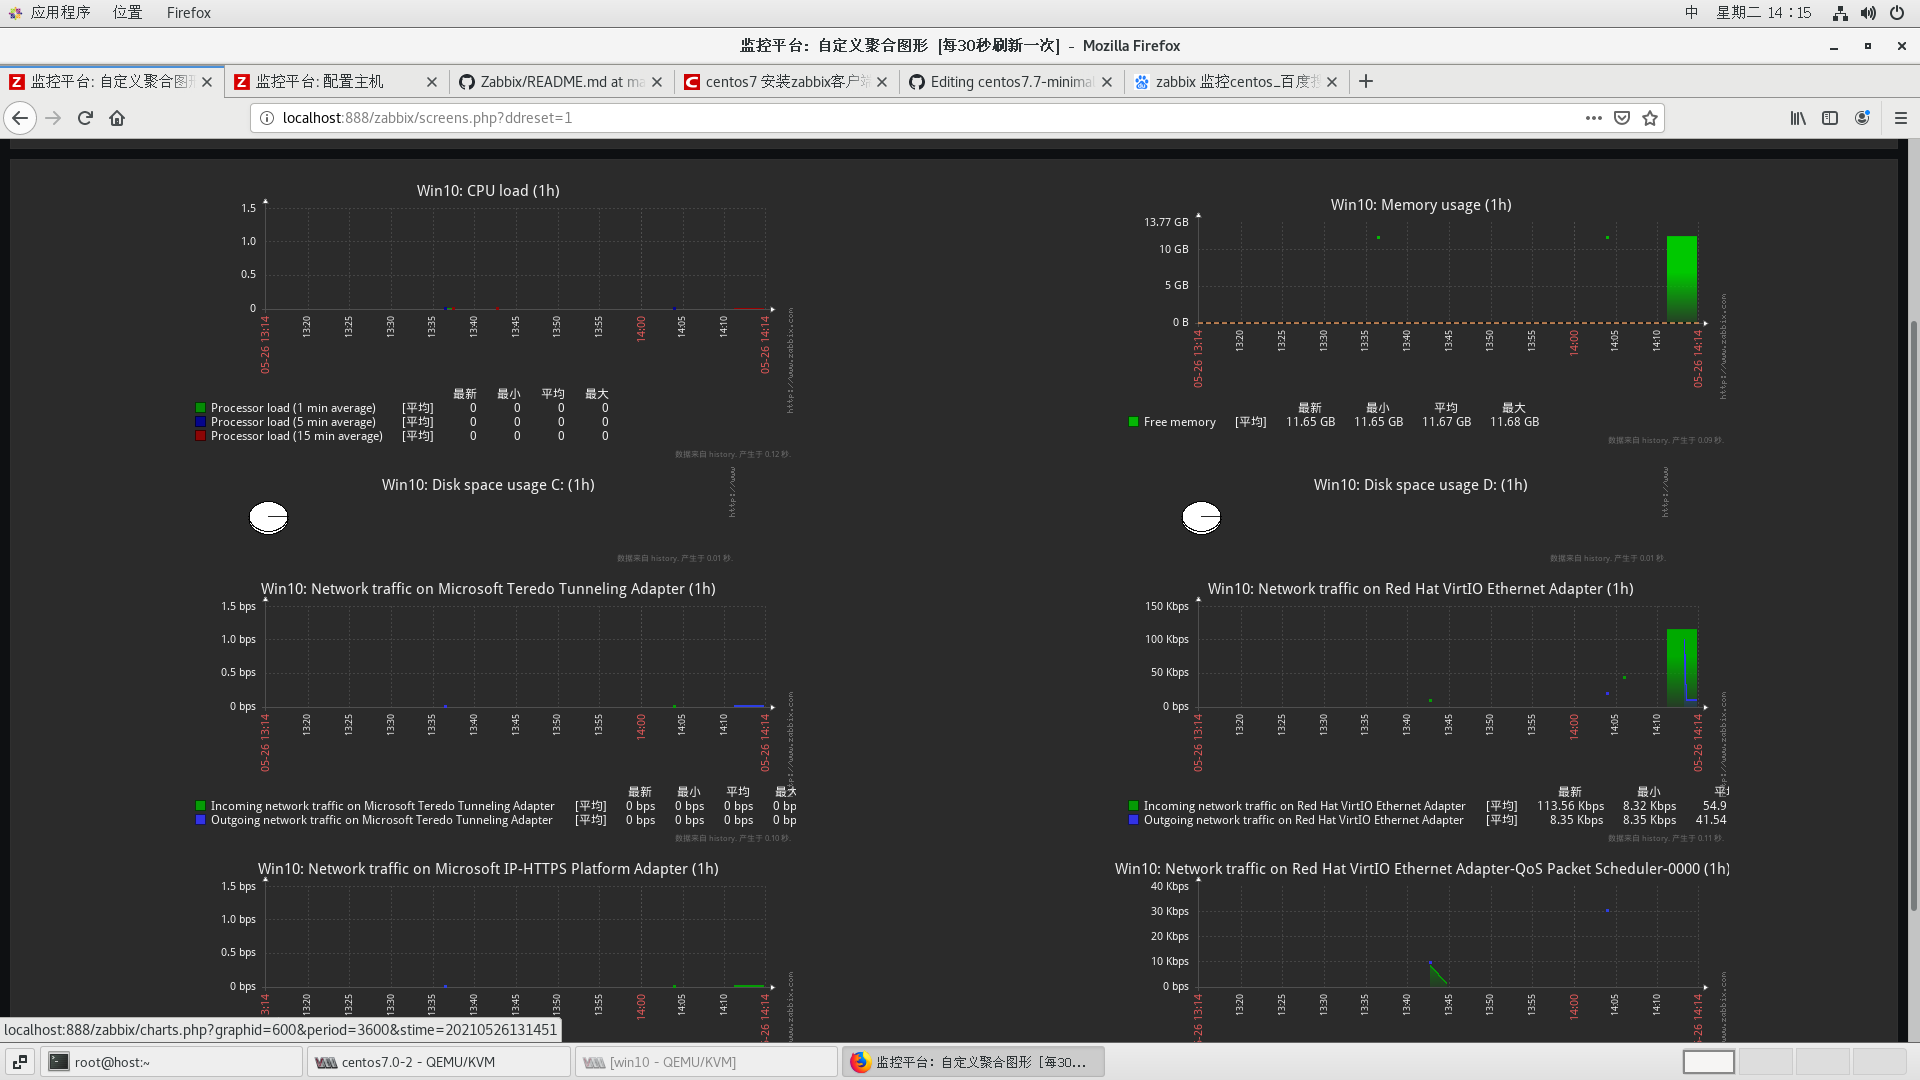 应用程序 位置 Firefox 中 星期二 14：15
监控平台: 自定义聚合图形 [每30秒刷新一次] - Mozilla Firefox
监控平台: 自定义聚合图形 监控平台: 配置主机 Zabbix/README.md at ma centos7 安装zabbix客户端 Editing centos7.7-minimal zabbix 监控centos_百度搜
localhost:888/zabbix/screens.php?ddreset=1
Win10: CPU load (1h)
1.5
1.0
0.5
0
05-26 13:14 13:20 13:25 13:30 13:35 13:40 13:45 13:50 13:55 14:00 14:05 14:10 05-26 14:14
http://www.zabbix.com
最新 最小 平均 最大
Processor load (1 min average) [平均] 0 0 0 0
Processor load (5 min average) [平均] 0 0 0 0
Processor load (15 min average) [平均] 0 0 0 0
数据来自 history. 产生于 0.12 秒.
Win10: Memory usage (1h)
13.77 GB
10 GB
5 GB
0 B
05-26 13:14 13:20 13:25 13:30 13:35 13:40 13:45 13:50 13:55 14:00 14:05 14:10 05-26 14:14
http://www.zabbix.com
最新 最小 平均 最大
Free memory [平均] 11.65 GB 11.65 GB 11.67 GB 11.68 GB
数据来自 history. 产生于 0.09 秒.
Win10: Disk space usage C: (1h)
http://www
数据来自 history. 产生于 0.01 秒.
Win10: Disk space usage D: (1h)
http://www
数据来自 history. 产生于 0.01 秒.
Win10: Network traffic on Microsoft Teredo Tunneling Adapter (1h)
1.5 bps
1.0 bps
0.5 bps
0 bps
05-26 13:14 13:20 13:25 13:30 13:35 13:40 13:45 13:50 13:55 14:00 14:05 14:10 05-26 14:14
http://www.zabbix.com
最新 最小 平均 最大
Incoming network traffic on Microsoft Teredo Tunneling Adapter [平均] 0 bps 0 bps 0 bps 0 bp
Outgoing network traffic on Microsoft Teredo Tunneling Adapter [平均] 0 bps 0 bps 0 bps 0 bp
数据来自 history. 产生于 0.10 秒.
Win10: Network traffic on Red Hat VirtIO Ethernet Adapter (1h)
150 Kbps
100 Kbps
50 Kbps
0 bps
05-26 13:14 13:20 13:25 13:30 13:35 13:40 13:45 13:50 13:55 14:00 14:05 14:10 05-26 14:14
http://www.zabbix.com
最新 最小 平
Incoming network traffic on Red Hat VirtIO Ethernet Adapter [平均] 113.56 Kbps 8.32 Kbps 54.9
Outgoing network traffic on Red Hat VirtIO Ethernet Adapter [平均] 8.35 Kbps 8.35 Kbps 41.54
数据来自 history. 产生于 0.11 秒.
Win10: Network traffic on Microsoft IP-HTTPS Platform Adapter (1h)
1.5 bps
1.0 bps
0.5 bps
0 bps
3:14 13:20 13:25 13:30 13:35 13:40 13:45 13:50 13:55 14:00 14:05 14:10 26 14:14
www.zabbix.com
Win10: Network traffic on Red Hat VirtIO Ethernet Adapter-QoS Packet Scheduler-0000 (1h)
40 Kbps
30 Kbps
20 Kbps
10 Kbps
0 bps
26 13:14 13:20 13:25 13:30 13:35 13:40 13:45 13:50 13:55 14:00 14:05 14:10 26 14:14
www.zabbix.com
localhost:888/zabbix/charts.php?graphid=600&period=3600&stime=20210526131451
root@host:~ centos7.0-2 - QEMU/KVM [win10 - QEMU/KVM] 监控平台: 自定义聚合图形 [每30...